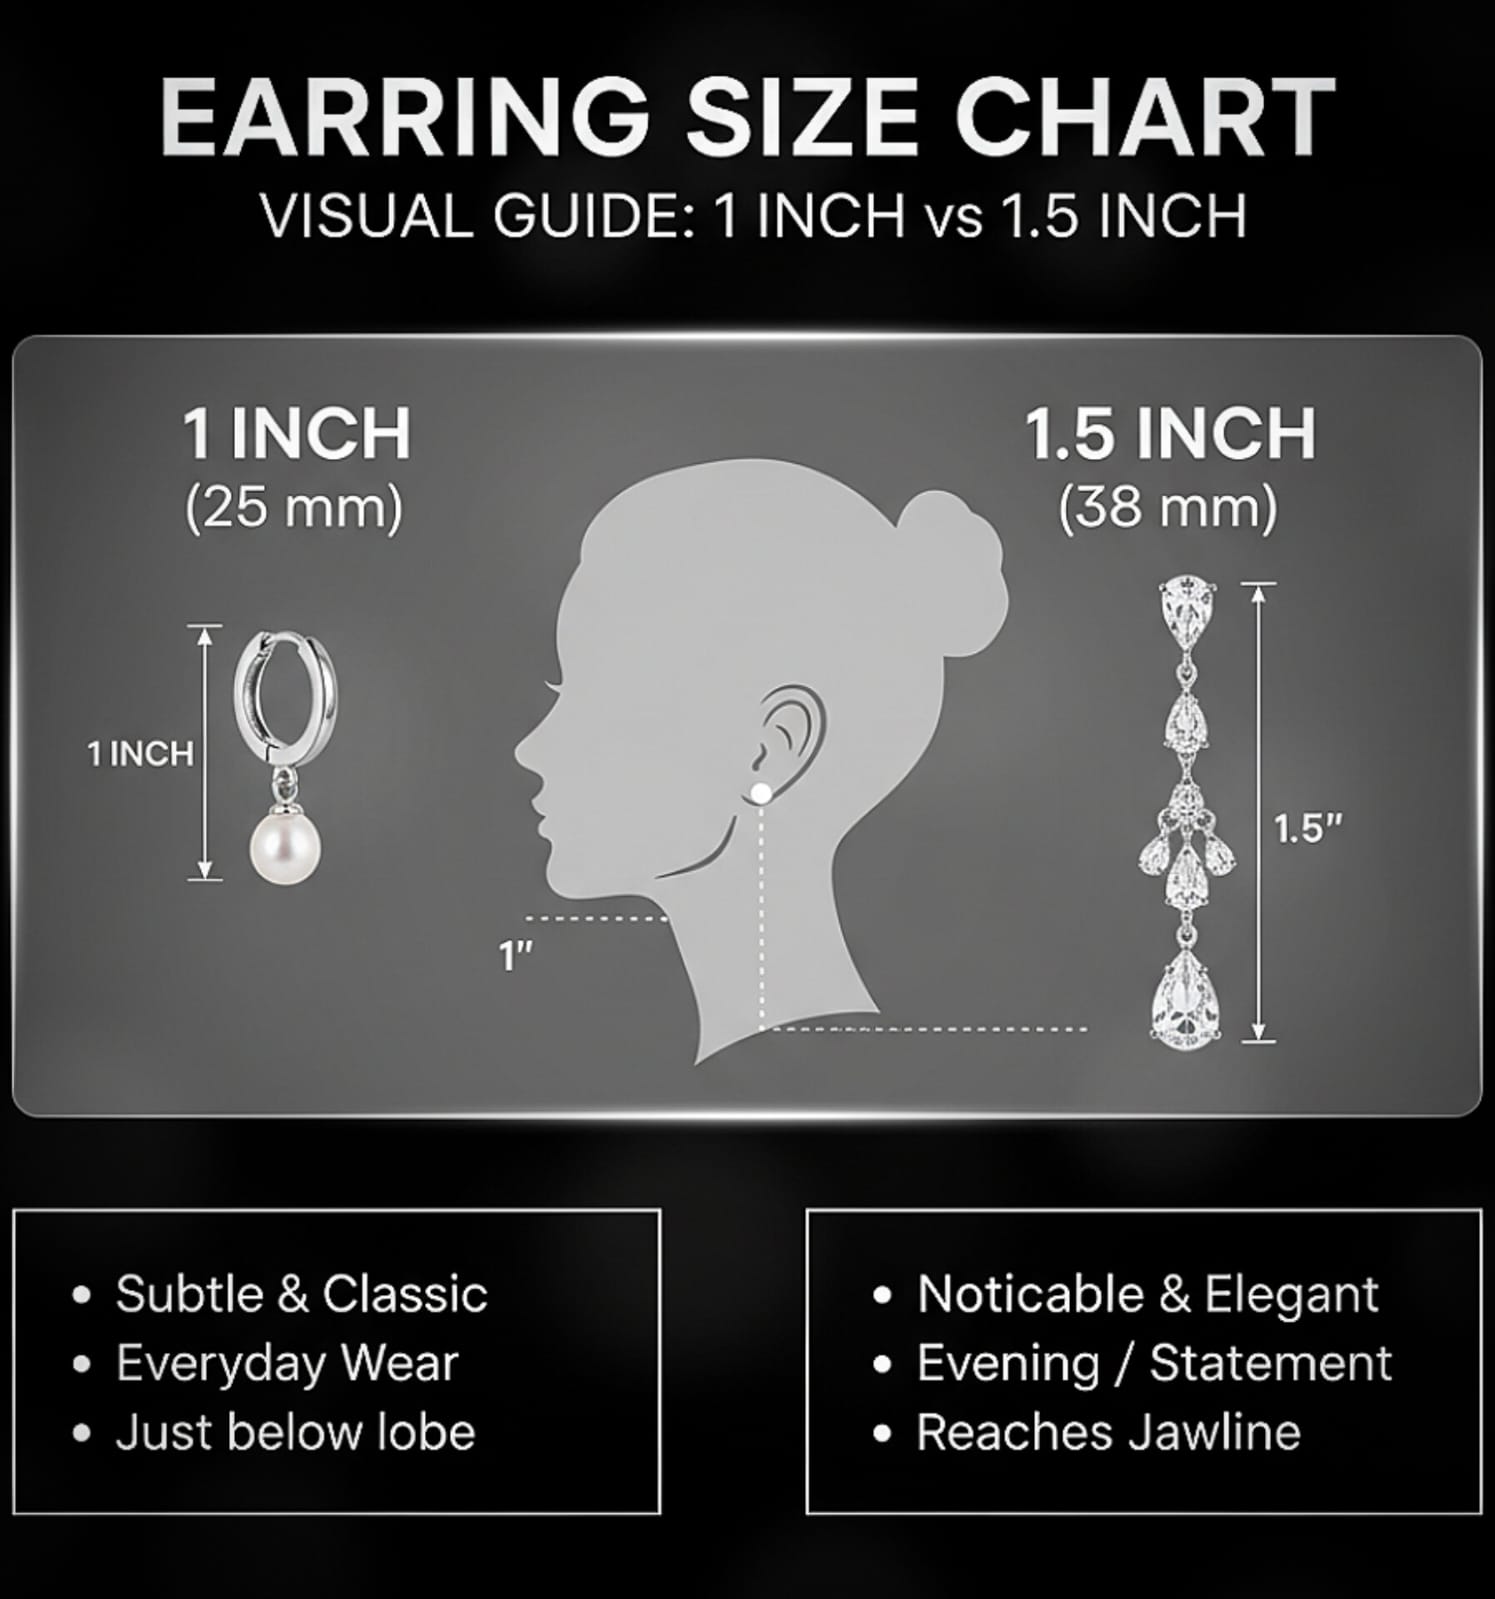 EARRING SIZE CHART
VISUAL GUIDE: 1 INCH vs 1.5 INCH
1 INCH
(25 mm)
1.5 INCH
(38 mm)
1 INCH
1.5"
1"
• Subtle & Classic
• Everyday Wear
• Just below lobe
• Noticable & Elegant
• Evening / Statement
• Reaches Jawline